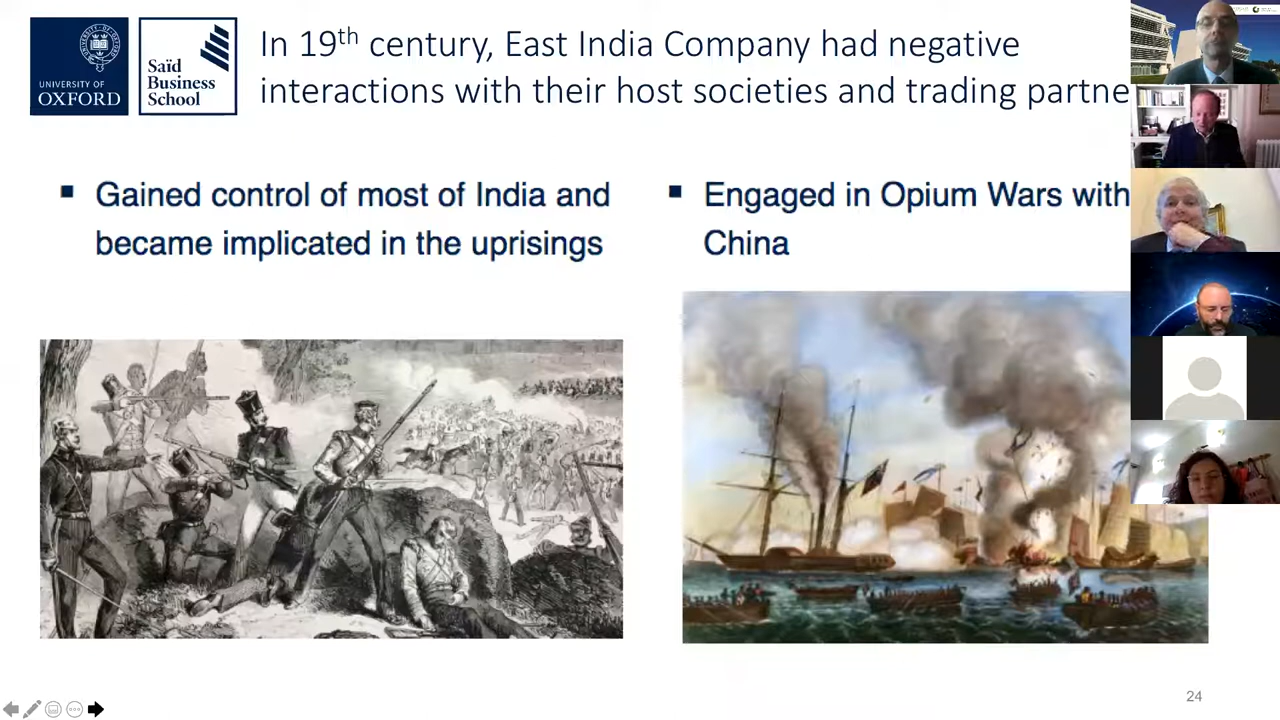 UNIVERSITY OF
OXFORD
Saïd
Business
School
In 19th century, East India Company had negative
interactions with their host societies and trading partne
▪ Gained control of most of India and
became implicated in the uprisings
▪ Engaged in Opium Wars with
China
24